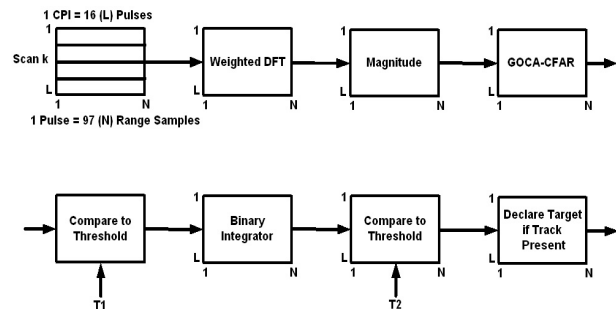 1 CPI = 16 (L) Pulses
1
Scan k
L
1 N
1 Pulse = 97 (N) Range Samples
1
Weighted DFT
L
1 N
1
Magnitude
L
1 N
1
GOCA-CFAR
L
1 N
Compare to
Threshold
T1
1
Binary
Integrator
L
1 N
1
Compare to
Threshold
L
1 N
T2
1
Declare Target
if Track
Present
L
1 N